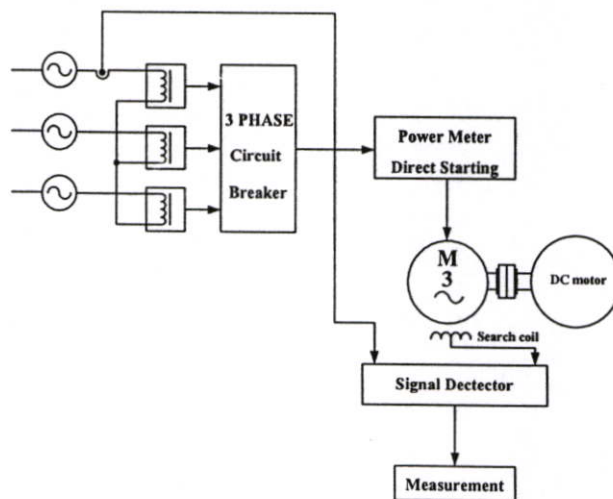 3 PHASE
Circuit
Breaker
Power Meter
Direct Starting
M
3
DC motor
Search coil
Signal Dectector
Measurement